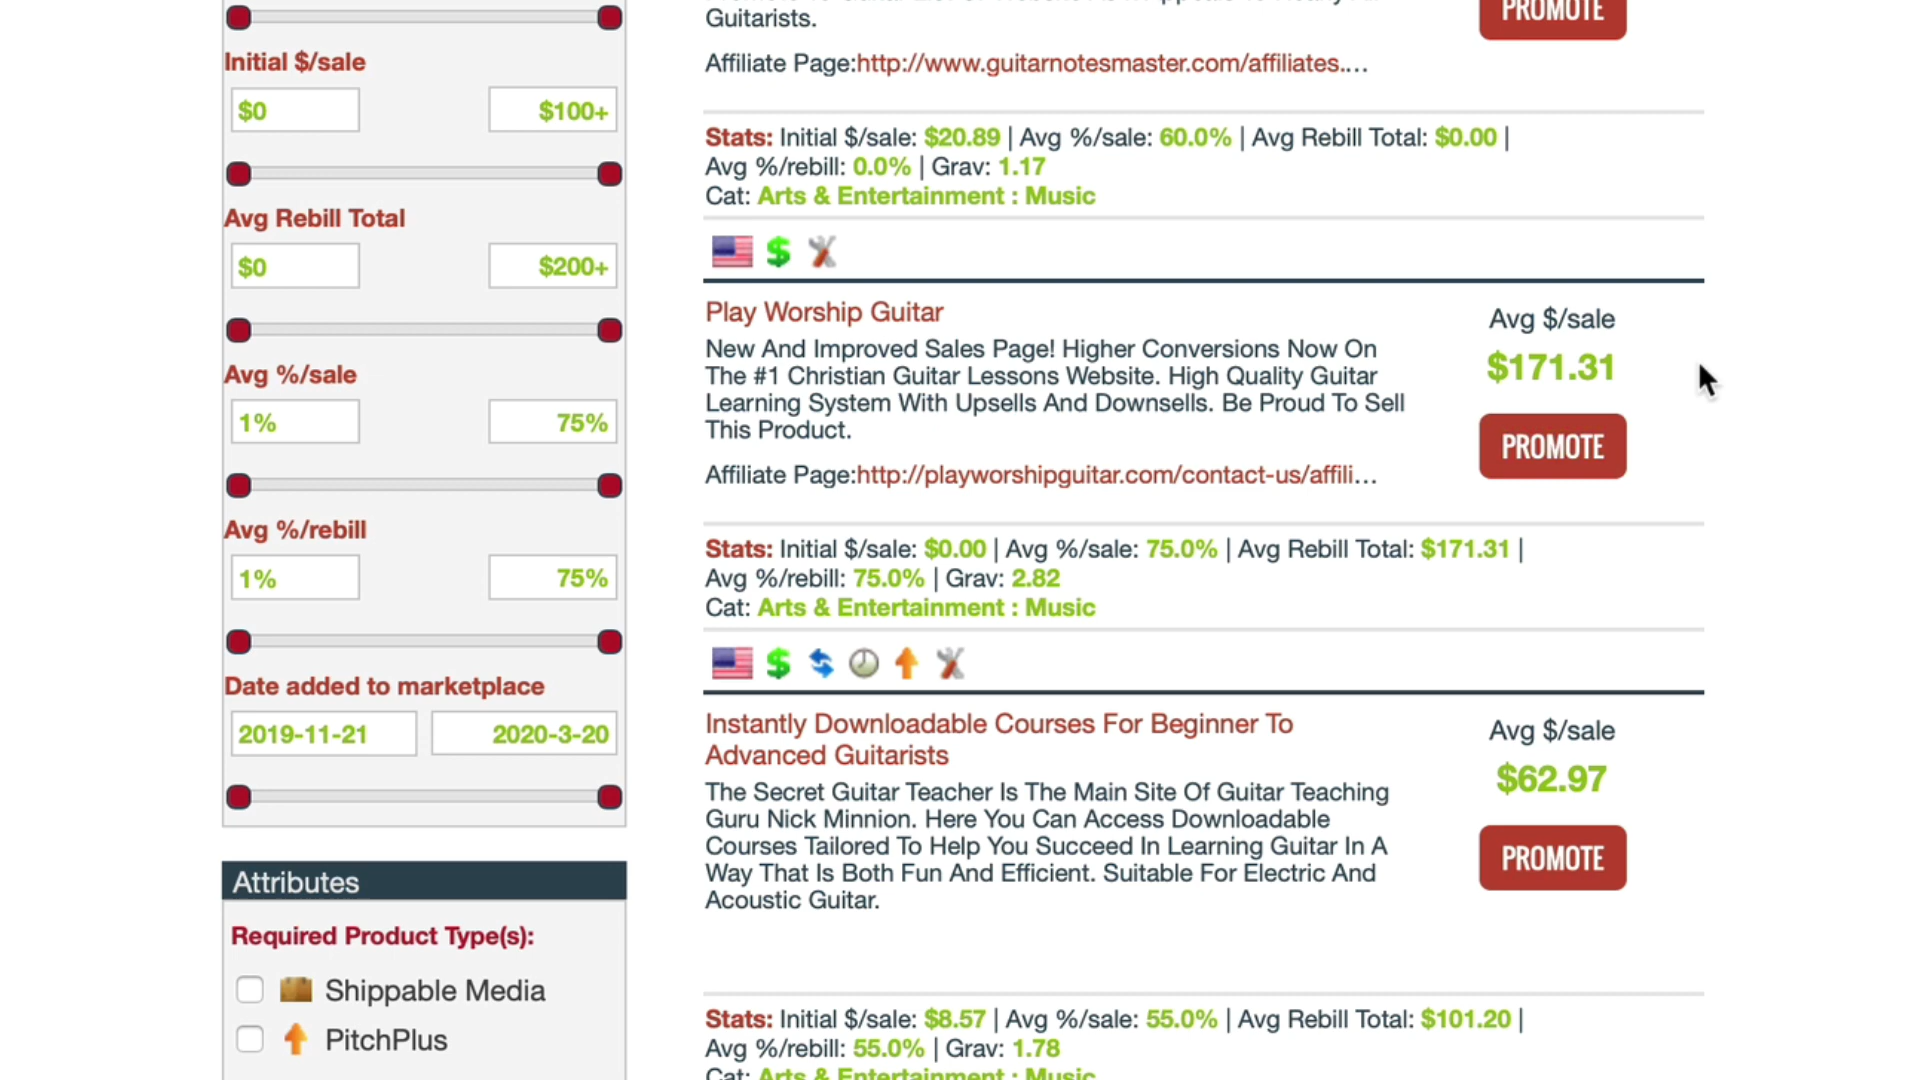 Initial $/sale
$0
$100+
Avg Rebill Total
$0
$200+
Avg %/sale
1%
75%
Avg %/rebill
1%
75%
Date added to marketplace
2019-11-21
2020-3-20
Attributes
Required Product Type(s):
Shippable Media
PitchPlus
Guitarists.
PROMOTE
Affiliate Page:http://www.guitarnotesmaster.com/affiliates....
Stats: Initial $/sale: $20.89 | Avg %/sale: 60.0% | Avg Rebill Total: $0.00 |
Avg %/rebill: 0.0% | Grav: 1.17
Cat: Arts & Entertainment : Music
Play Worship Guitar
New And Improved Sales Page! Higher Conversions Now On
The #1 Christian Guitar Lessons Website. High Quality Guitar
Learning System With Upsells And Downsells. Be Proud To Sell
This Product.
Avg $/sale
$171.31
PROMOTE
Affiliate Page:http://playworshipguitar.com/contact-us/affili...
Stats: Initial $/sale: $0.00 | Avg %/sale: 75.0% | Avg Rebill Total: $171.31 |
Avg %/rebill: 75.0% | Grav: 2.82
Cat: Arts & Entertainment : Music
Instantly Downloadable Courses For Beginner To
Advanced Guitarists
The Secret Guitar Teacher Is The Main Site Of Guitar Teaching
Guru Nick Minnion. Here You Can Access Downloadable
Courses Tailored To Help You Succeed In Learning Guitar In A
Way That Is Both Fun And Efficient. Suitable For Electric And
Acoustic Guitar.
Avg $/sale
$62.97
PROMOTE
Stats: Initial $/sale: $8.57 | Avg %/sale: 55.0% | Avg Rebill Total: $101.20 |
Avg %/rebill: 55.0% | Grav: 1.78
Cat: Arts & Entertainment : Music